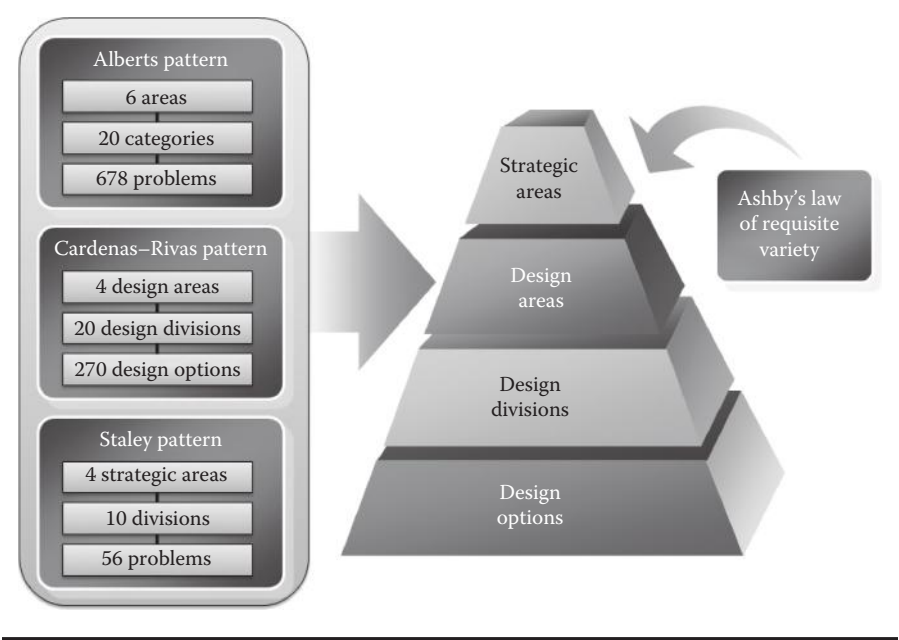 Alberts pattern
6 areas
20 categories
678 problems
Cardenas–Rivas pattern
4 design areas
20 design divisions
270 design options
Staley pattern
4 strategic areas
10 divisions
56 problems
Strategic
areas
Design
areas
Design
divisions
Design
options
Ashby's law
of requisite
variety